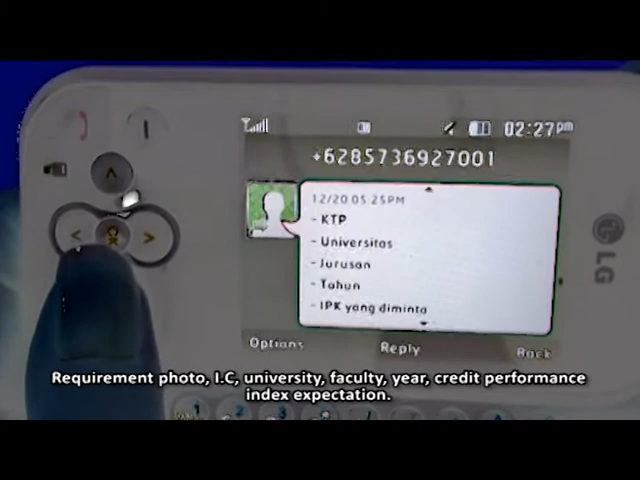 02:27pm
+6285736927001
12/20 05:25PM
- KTP
- Universitas
- Jurusan
- Tahun
- IPK yang diminta
LG
Options Reply Back
Requirement photo, I.C, university, faculty, year, credit performance
index expectation.